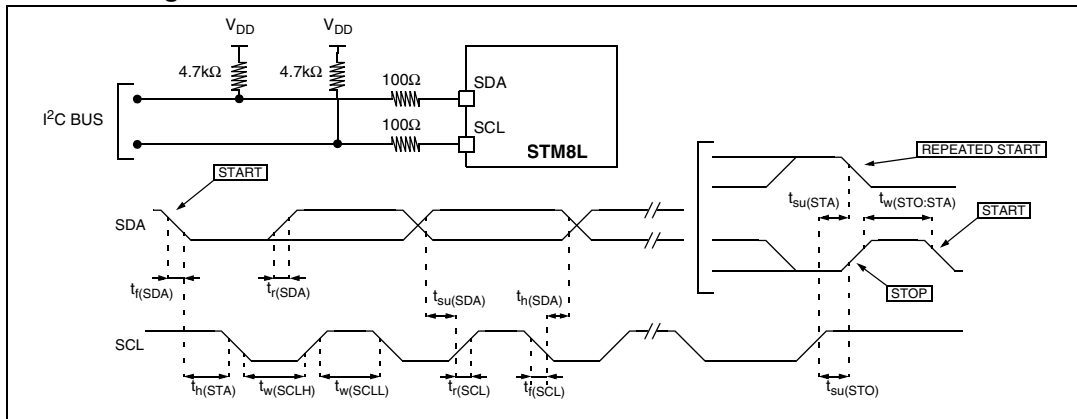 VDD VDD
4.7kΩ 4.7kΩ 100Ω SDA
I²C BUS 100Ω SCL
STM8L
START REPEATED START
tsu(STA) tw(STO:STA)
SDA START
tf(SDA) tr(SDA) tsu(SDA) th(SDA) STOP
SCL
th(STA) tw(SCLH) tw(SCLL) tr(SCL) tf(SCL) tsu(STO)